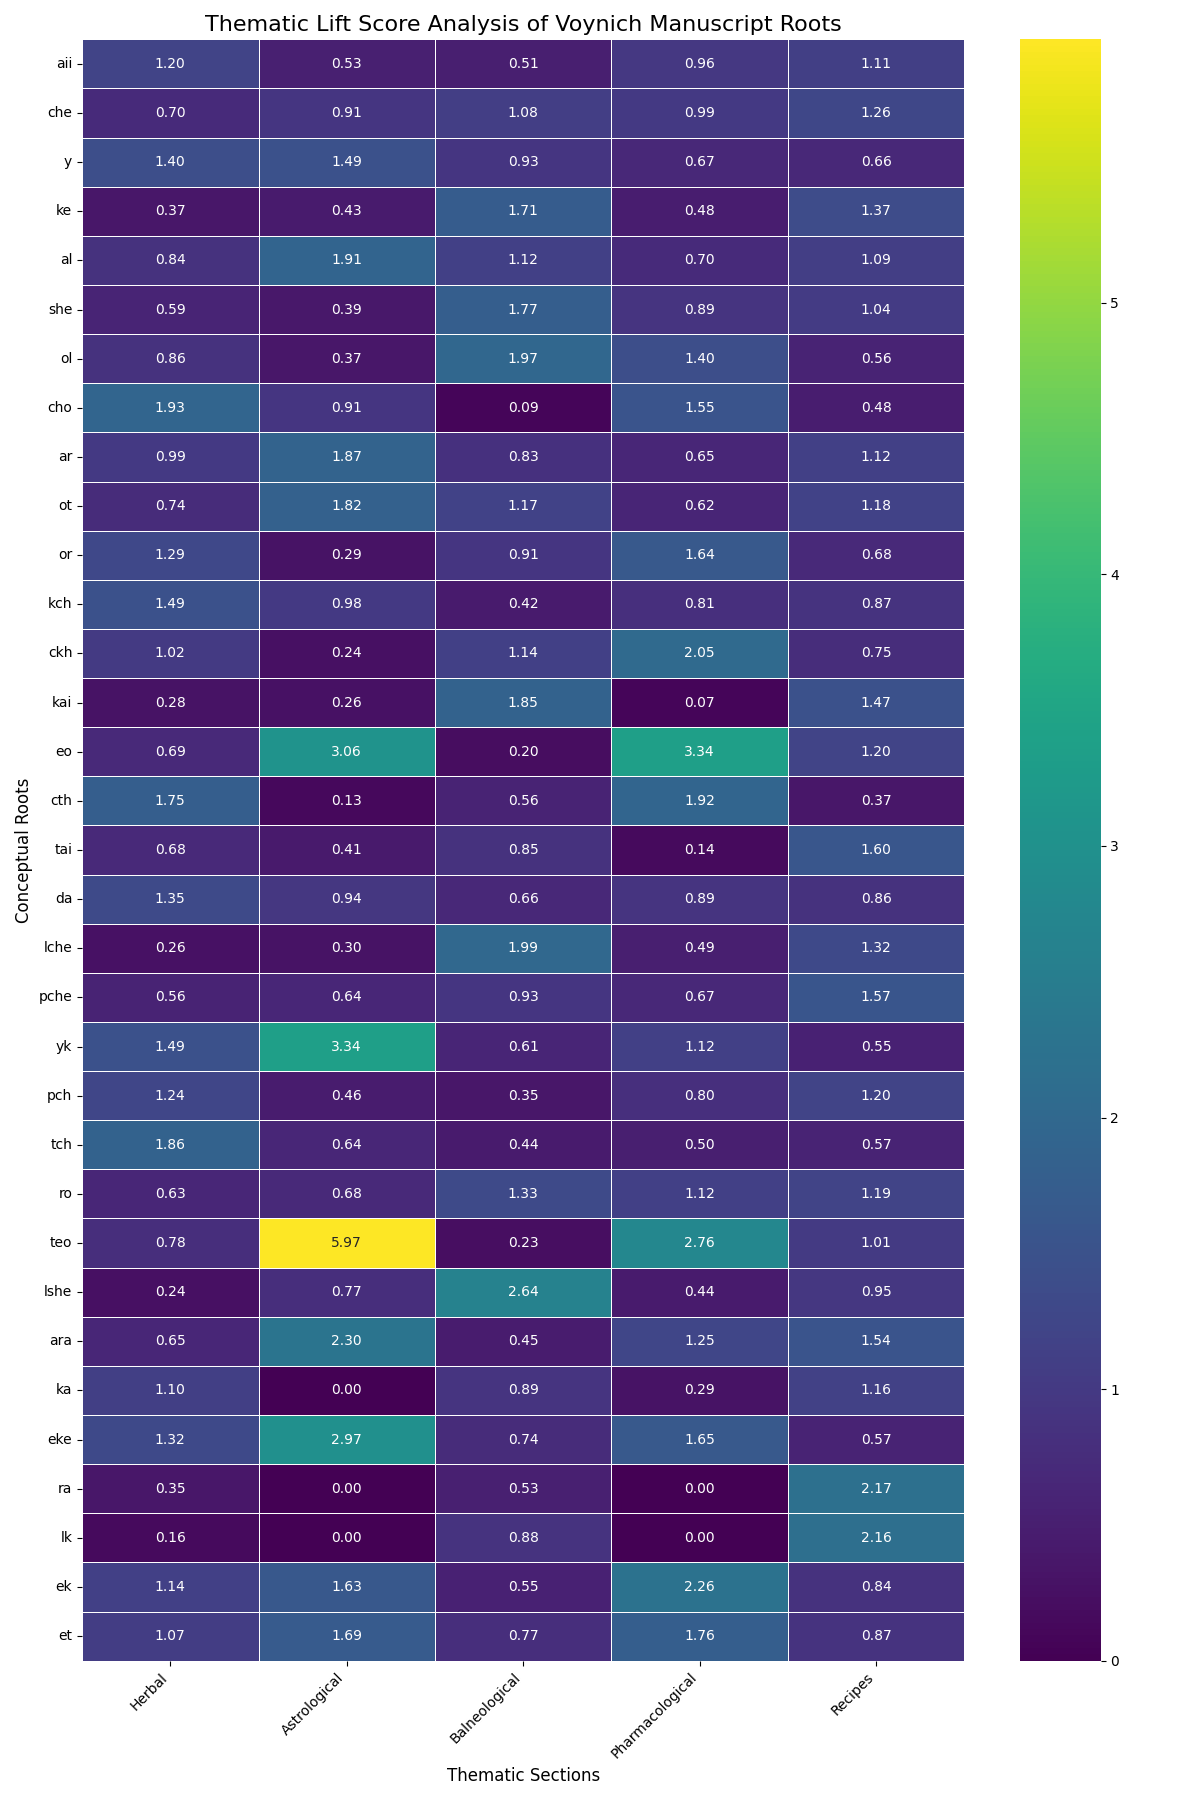 Thematic Lift Score Analysis of Voynich Manuscript Roots
aii 1.20 0.53 0.51 0.96 1.11
che 0.70 0.91 1.08 0.99 1.26
y 1.40 1.49 0.93 0.67 0.66
ke 0.37 0.43 1.71 0.48 1.37
al 0.84 1.91 1.12 0.70 1.09
she 0.59 0.39 1.77 0.89 1.04
ol 0.86 0.37 1.97 1.40 0.56
cho 1.93 0.91 0.09 1.55 0.48
ar 0.99 1.87 0.83 0.65 1.12
ot 0.74 1.82 1.17 0.62 1.18
or 1.29 0.29 0.91 1.64 0.68
kch 1.49 0.98 0.42 0.81 0.87
ckh 1.02 0.24 1.14 2.05 0.75
kai 0.28 0.26 1.85 0.07 1.47
eo 0.69 3.06 0.20 3.34 1.20
cth 1.75 0.13 0.56 1.92 0.37
tai 0.68 0.41 0.85 0.14 1.60
da 1.35 0.94 0.66 0.89 0.86
lche 0.26 0.30 1.99 0.49 1.32
pche 0.56 0.64 0.93 0.67 1.57
yk 1.49 3.34 0.61 1.12 0.55
pch 1.24 0.46 0.35 0.80 1.20
tch 1.86 0.64 0.44 0.50 0.57
ro 0.63 0.68 1.33 1.12 1.19
teo 0.78 5.97 0.23 2.76 1.01
lshe 0.24 0.77 2.64 0.44 0.95
ara 0.65 2.30 0.45 1.25 1.54
ka 1.10 0.00 0.89 0.29 1.16
eke 1.32 2.97 0.74 1.65 0.57
ra 0.35 0.00 0.53 0.00 2.17
lk 0.16 0.00 0.88 0.00 2.16
ek 1.14 1.63 0.55 2.26 0.84
et 1.07 1.69 0.77 1.76 0.87
Conceptual Roots
Herbal Astrological Balneological Pharmacological Recipes
Thematic Sections
5
4
3
2
1
0